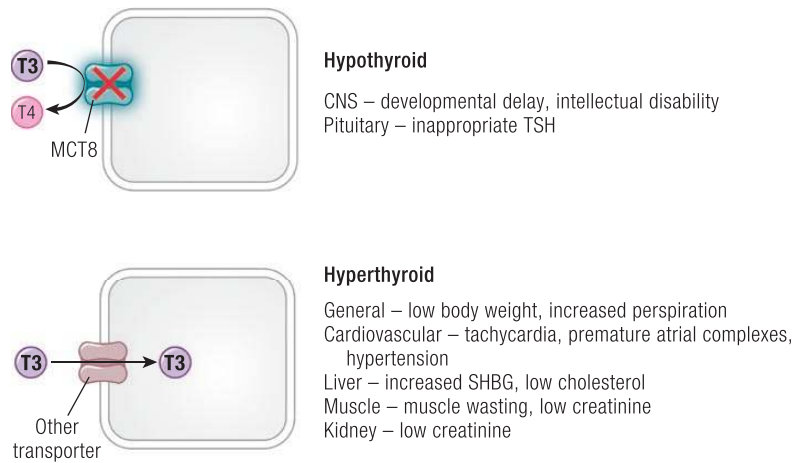 T3
T4
MCT8
Hypothyroid
CNS – developmental delay, intellectual disability
Pituitary – inappropriate TSH
T3
T3
Other
transporter
Hyperthyroid
General – low body weight, increased perspiration
Cardiovascular – tachycardia, premature atrial complexes,
hypertension
Liver – increased SHBG, low cholesterol
Muscle – muscle wasting, low creatinine
Kidney – low creatinine